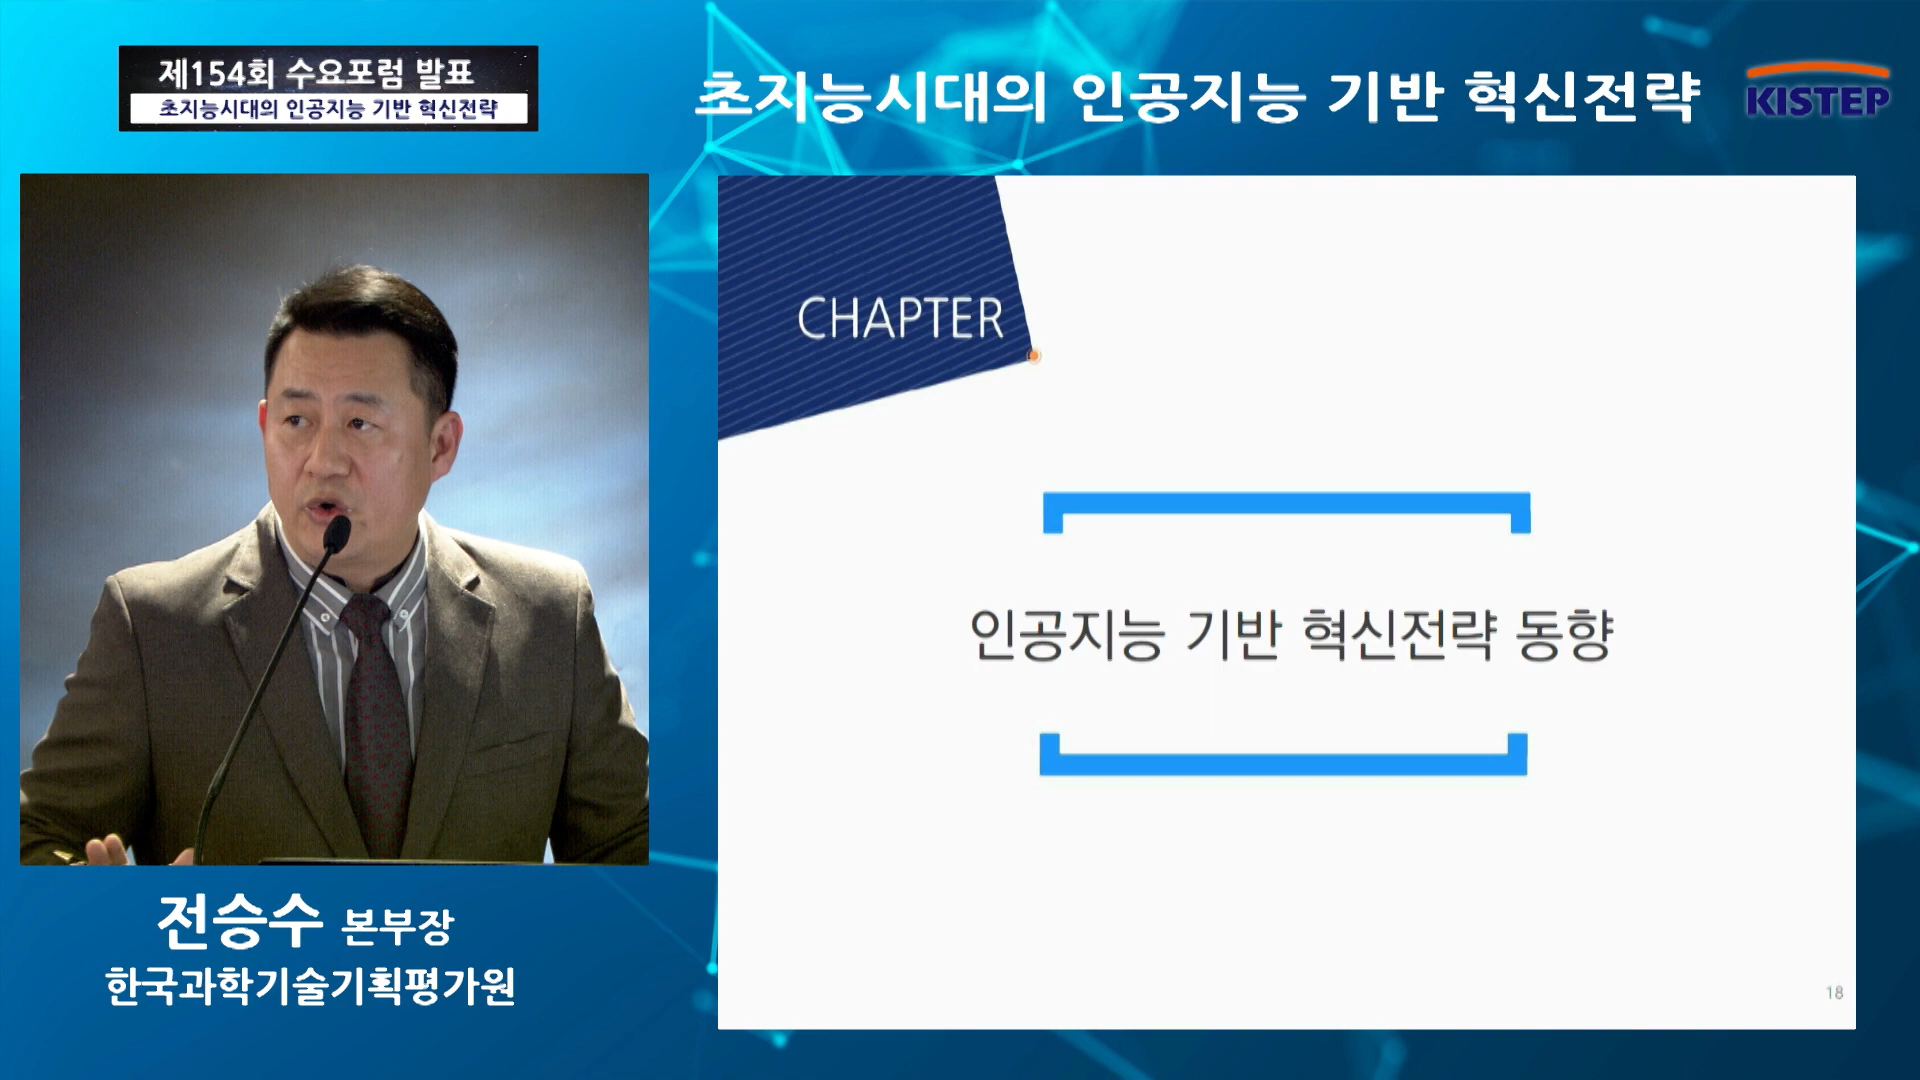 제154회 수요포럼 발표
초지능시대의 인공지능 기반 혁신전략
초지능시대의 인공지능 기반 혁신전략
KISTEP
CHAPTER
인공지능 기반 혁신전략 동향
18
전승수 본부장
한국과학기술기획평가원